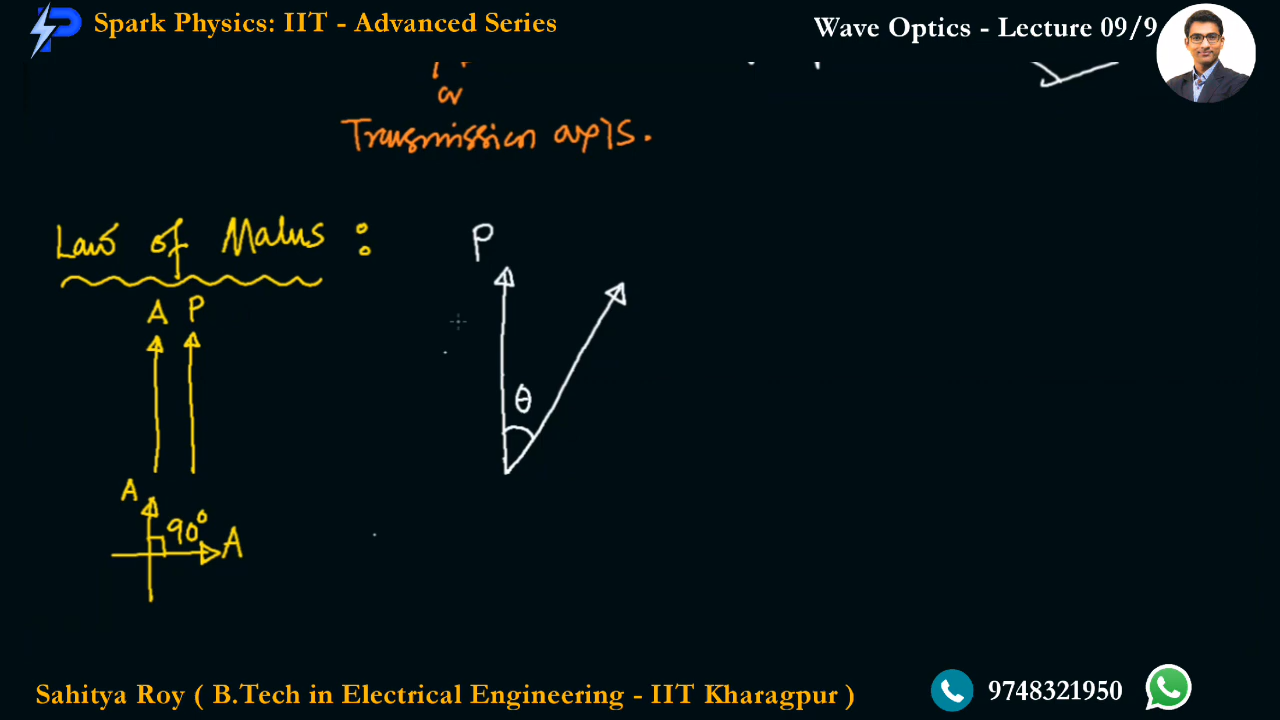 Spark Physics: IIT - Advanced Series
Wave Optics - Lecture 09/9
or
Transmission axis.
Law of Malus :
P
A P
θ
A
90°
A
Sahitya Roy ( B.Tech in Electrical Engineering - IIT Kharagpur )
9748321950